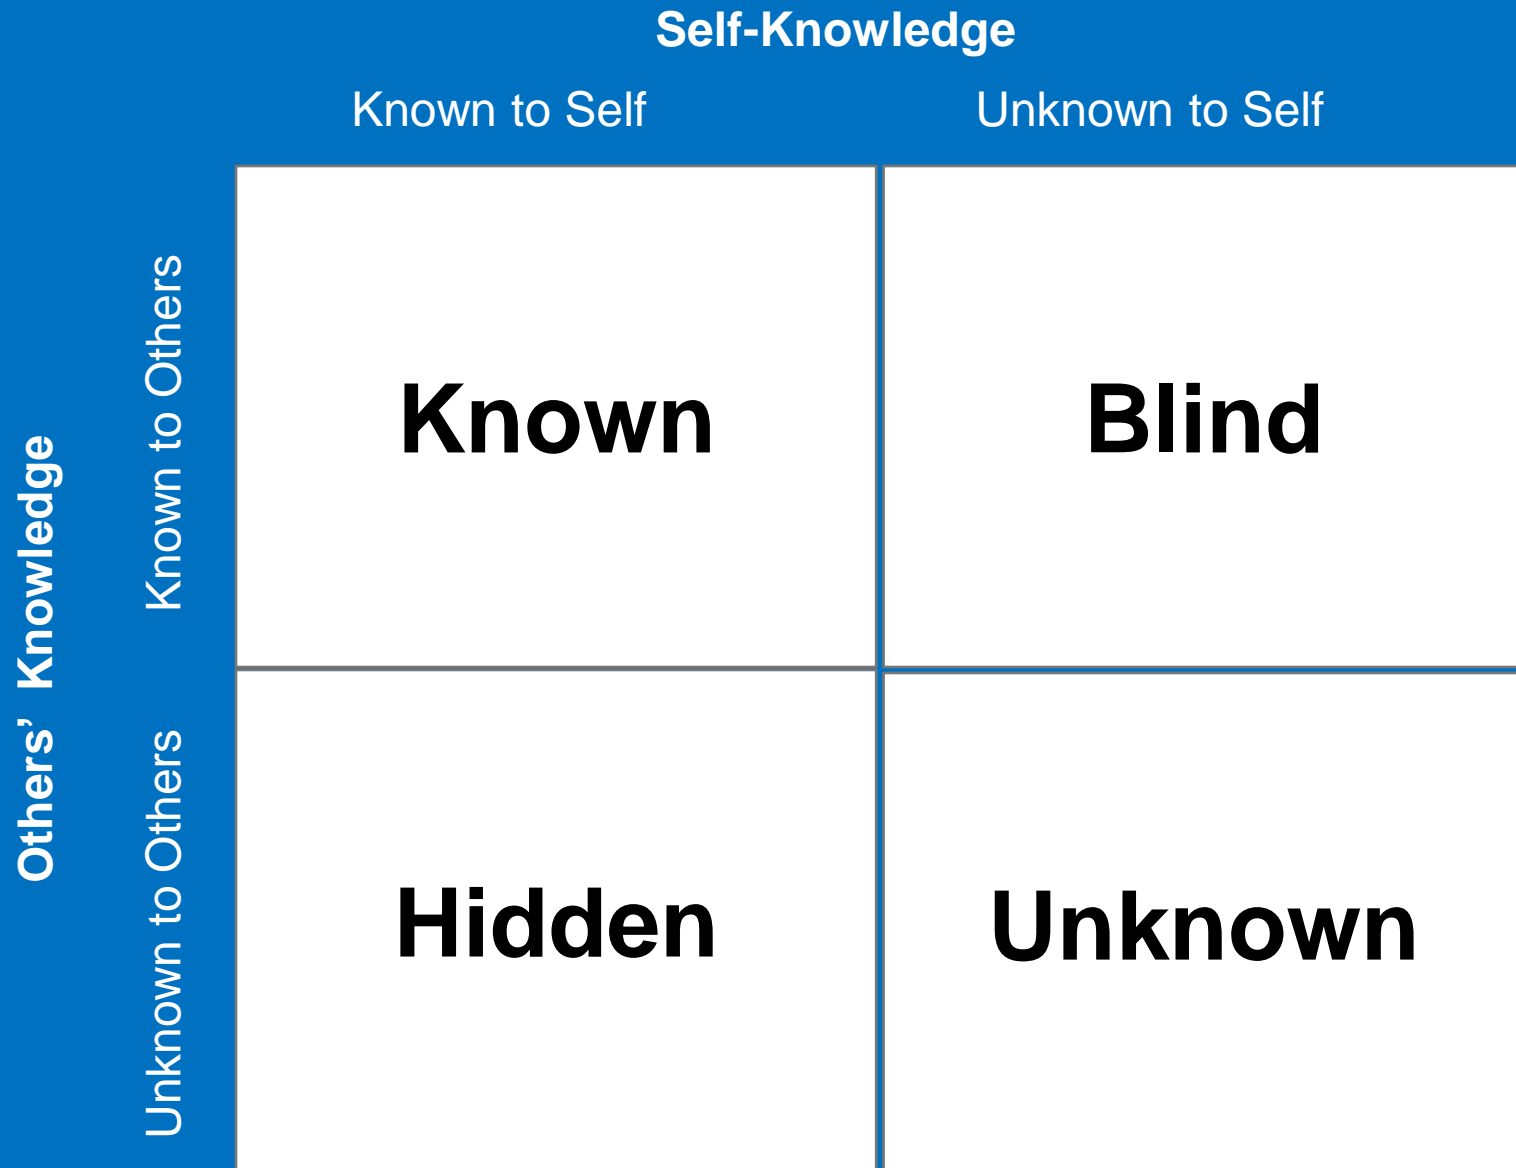 Self-Knowledge
Known to Self
Unknown to Self
Others’ Knowledge
Known to Others
Known
Blind
Unknown to Others
Hidden
Unknown